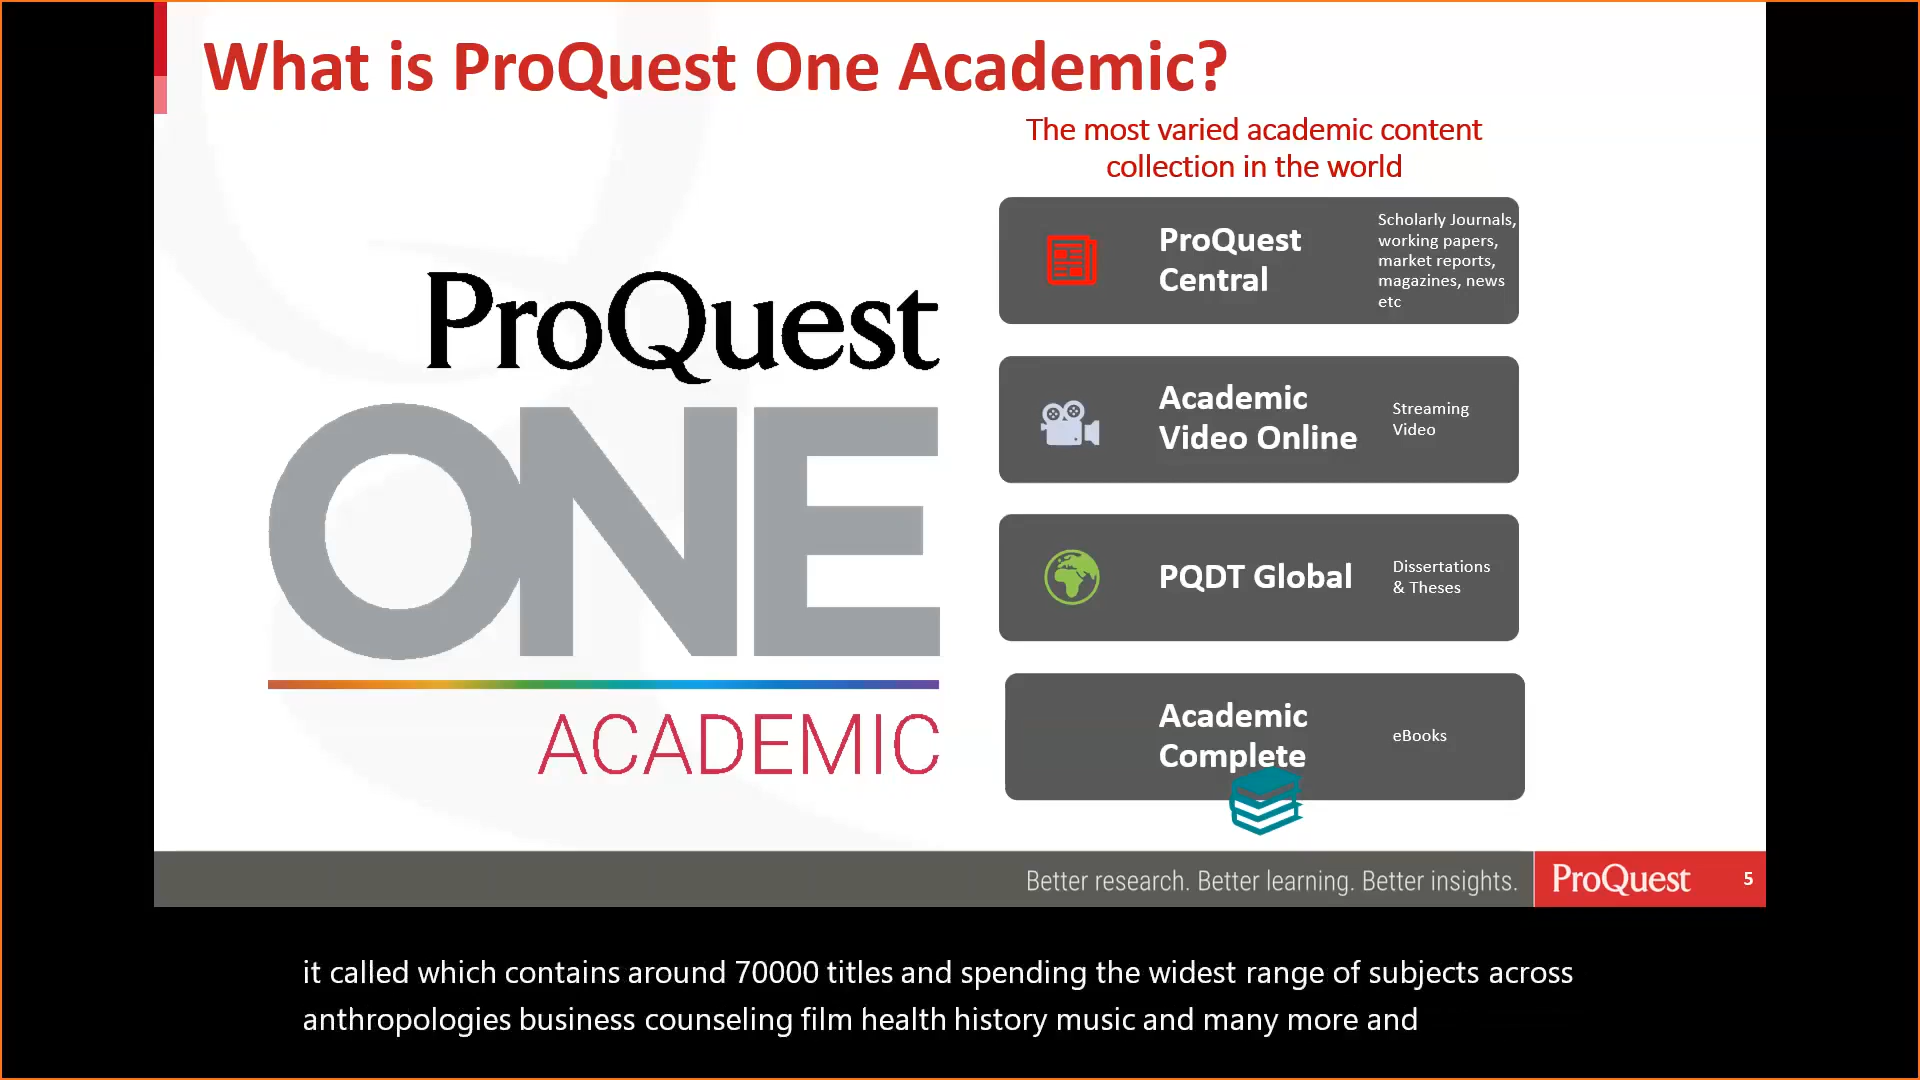 What is ProQuest One Academic?
The most varied academic content
collection in the world
ProQuest
ONE
ACADEMIC
ProQuest
Central
Scholarly Journals,
working papers,
market reports,
magazines, news
etc
Academic
Video Online
Streaming
Video
PQDT Global
Dissertations
& Theses
Academic
Complete
eBooks
Better research. Better learning. Better insights.
ProQuest
5
it called which contains around 70000 titles and spending the widest range of subjects across
anthropologies business counseling film health history music and many more and